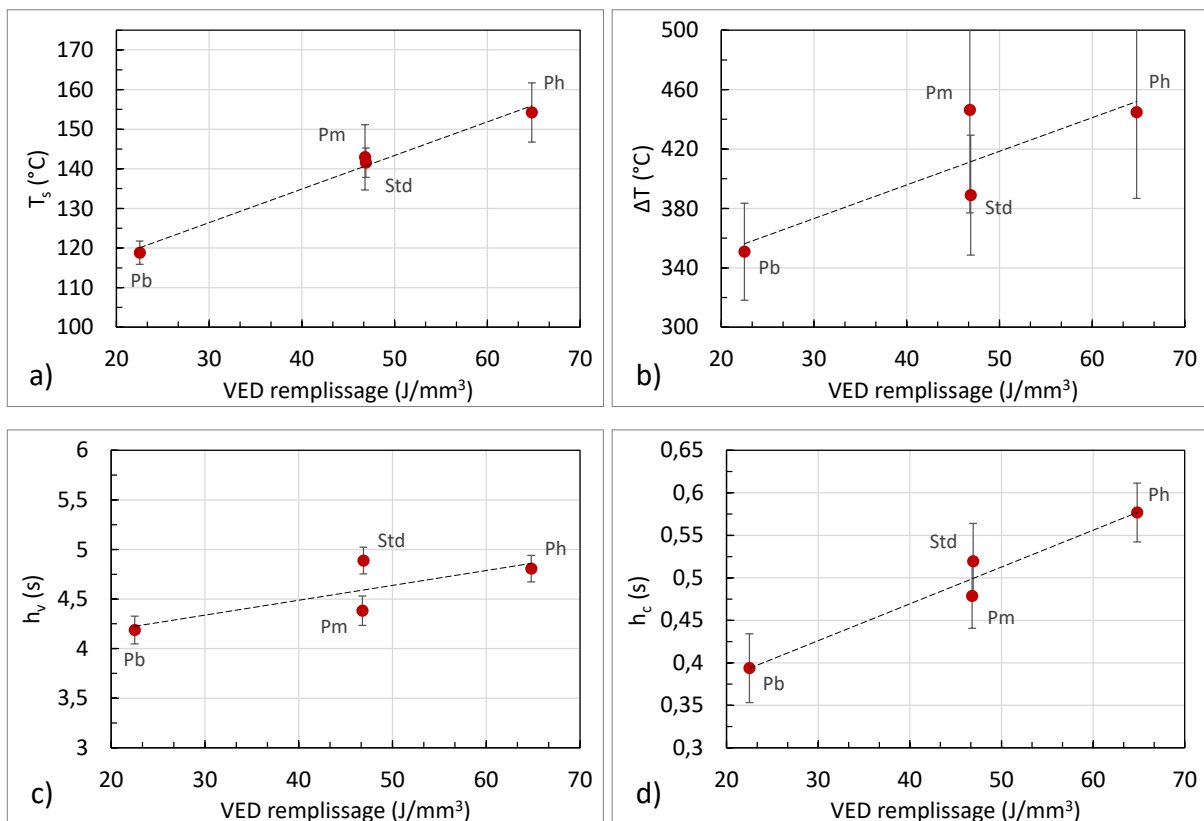 170
160
150
140
130
120
110
100
T_s (°C)
Ph
Pm
Std
Pb
20 30 40 50 60 70
a)
VED remplissage (J/mm³)
500
460
420
380
340
300
ΔT (°C)
Ph
Pm
Std
Pb
20 30 40 50 60 70
b)
VED remplissage (J/mm³)
6
5,5
5
4,5
4
3,5
3
h_v (s)
Std
Ph
Pm
Pb
20 30 40 50 60 70
c)
VED remplissage (J/mm³)
0,65
0,6
0,55
0,5
0,45
0,4
0,35
0,3
h_c (s)
Ph
Std
Pm
Pb
20 30 40 50 60 70
d)
VED remplissage (J/mm³)